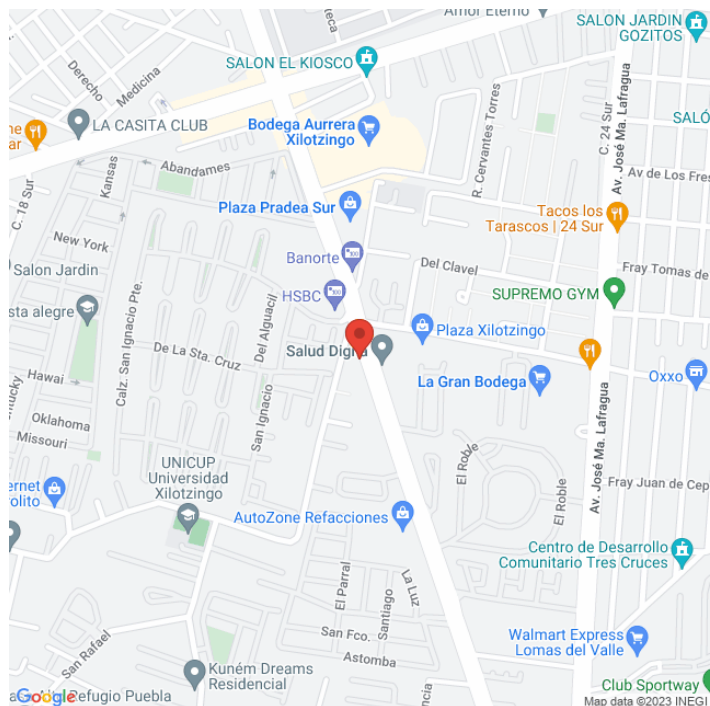 Amor Eterno
SALON JARDIN
GOZITOS
SALON EL KIOSCO
Derecho
Medicina
LA CASITA CLUB
Bodega Aurrera
Xilotzingo
R. Cervantes Torres
C. 24 Sur
Av. José Ma. Lafragua
Kansas
Abandames
Av de Los Fres
C. 18 Sur
Plaza Pradea Sur
Tacos los
Tarascos | 24 Sur
New York
Banorte
Del Clavel
Fray Tomas de
Salon Jardin
HSBC
SUPREMO GYM
sta alegre
Calz. San Ignacio Pte.
Del Alguacil
Plaza Xilotzingo
De La Sta. Cruz
Salud Digna
La Gran Bodega
Oxxo
Hawai
Oklahoma
San Ignacio
Missouri
Av. José Ma. Lafragua
UNICUP
Universidad
Xilotzingo
El Roble
El Roble
Fray Juan de Cep
AutoZone Refacciones
Centro de Desarrollo
Comunitario Tres Cruces
El Parral
La Luz
Santiago
San Fco.
Astomba
Walmart Express
Lomas del Valle
San Rafael
Kuném Dreams
Residencial
Club Sportway
Google
Refugio Puebla
Map data ©2023 INEGI